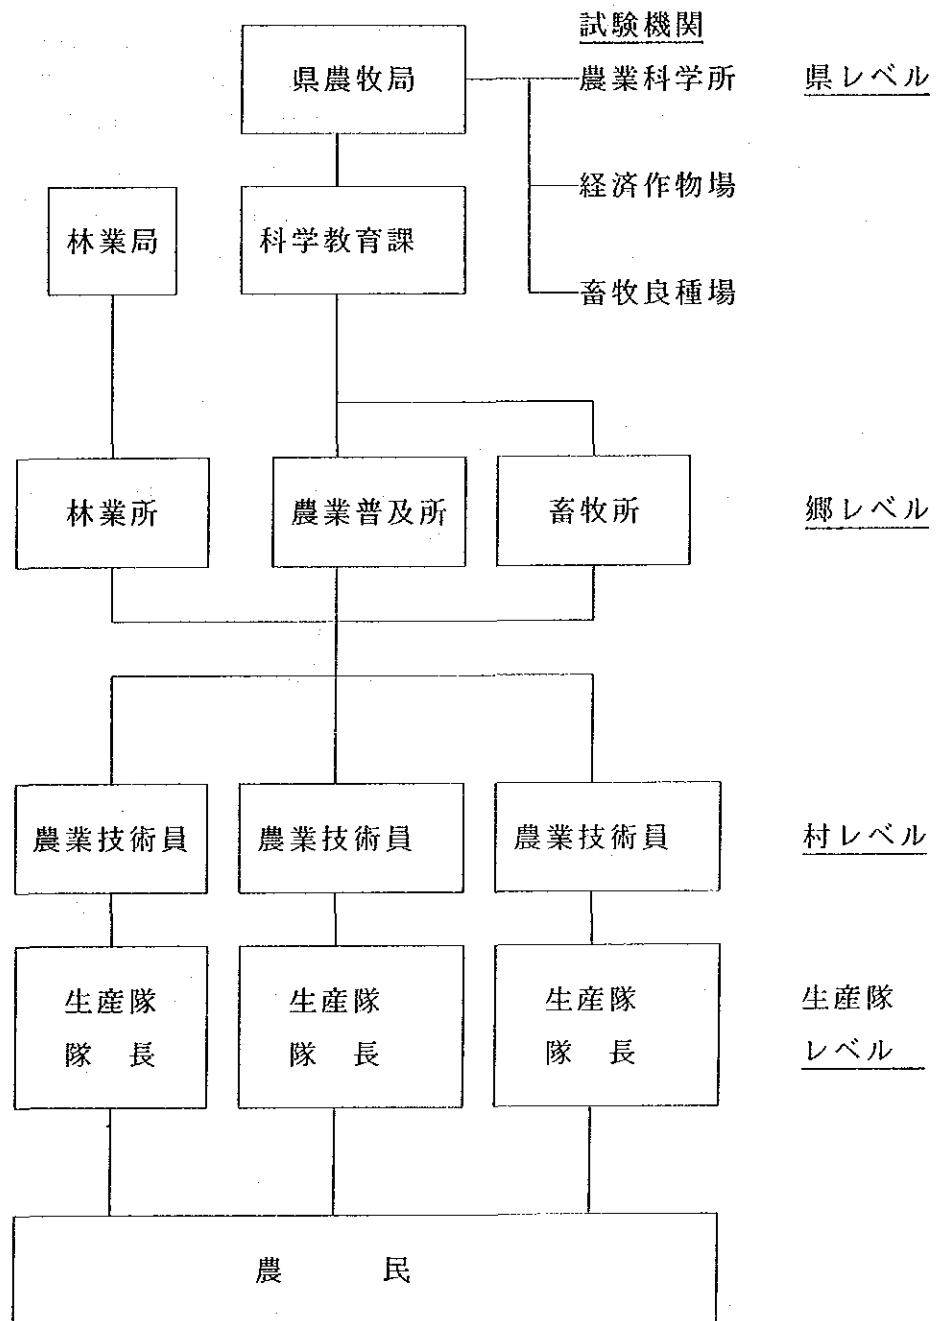 試験機関
県農牧局
農業科学所
県レベル
経済作物場
林業局
科学教育課
畜牧良種場
林業所
農業普及所
畜牧所
郷レベル
農業技術員
農業技術員
農業技術員
村レベル
生産隊
隊 長
生産隊
隊 長
生産隊
隊 長
生産隊
レベル
農 民